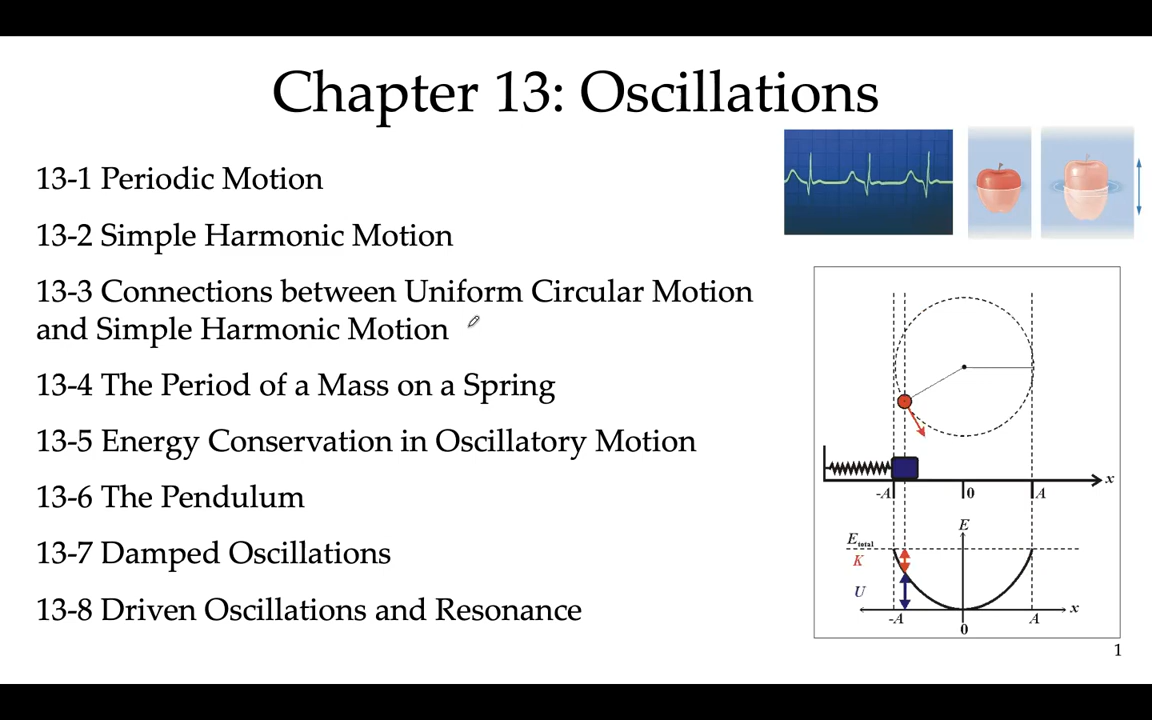 Chapter 13: Oscillations
13-1 Periodic Motion
13-2 Simple Harmonic Motion
13-3 Connections between Uniform Circular Motion
and Simple Harmonic Motion
13-4 The Period of a Mass on a Spring
13-5 Energy Conservation in Oscillatory Motion
13-6 The Pendulum
13-7 Damped Oscillations
13-8 Driven Oscillations and Resonance
x
-A 0 A
E
Etotal
K
U
x
-A 0 A
1